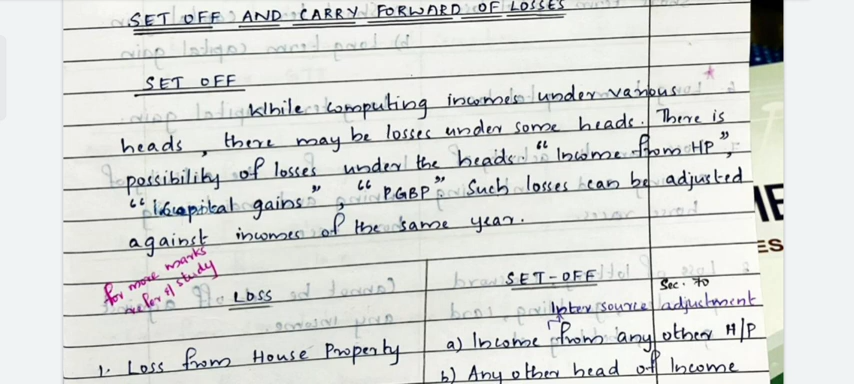 SET OFF AND CARRY FORWARD OF LOSSES
SET OFF
While computing incomes under various
heads, there may be losses under some heads. There is
possibility of losses under the heads "Income from HP",
"capital gains", "PGBP". Such losses can be adjusted
against incomes of the same year.
for more marks
refer study
LOSS
SET-OFF
Sec. 70
Inter source adjustment
1. Loss from House Property
a) Income from any other H/P
b) Any other head of Income
ES